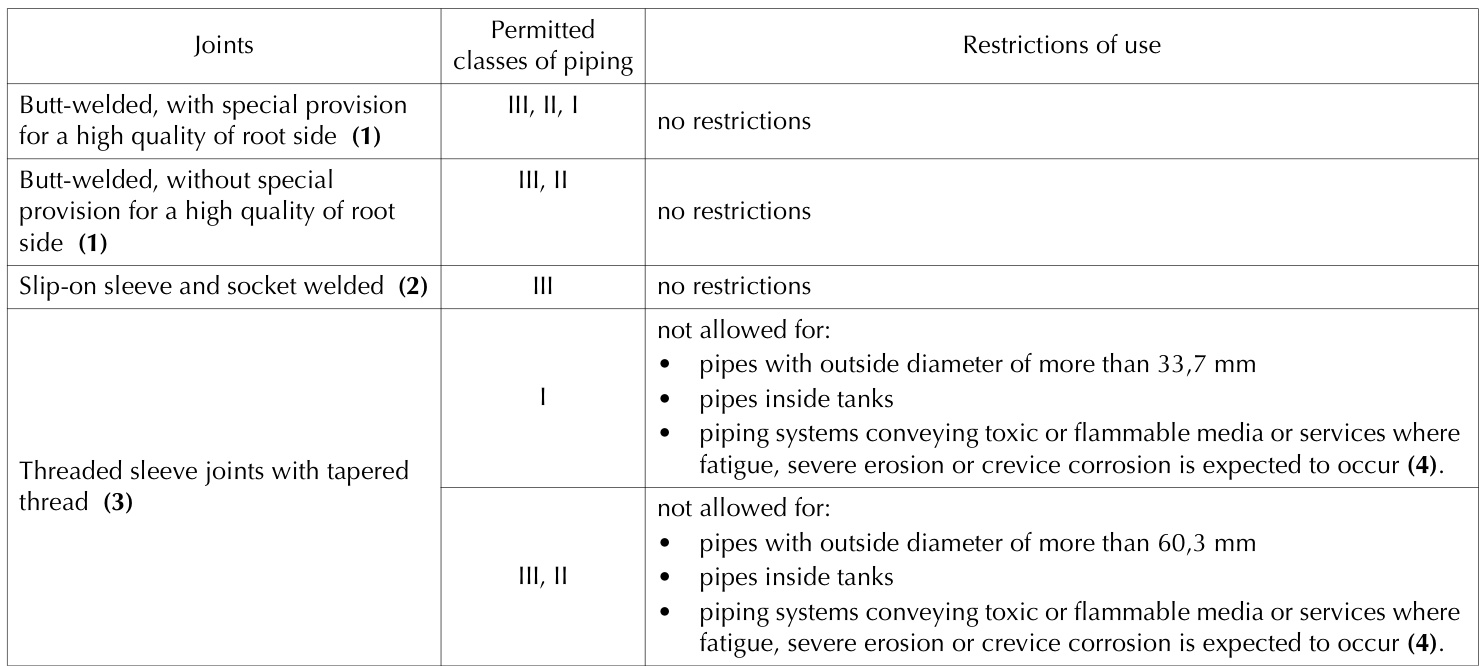 Joints
Permitted
classes of piping
Restrictions of use
Butt-welded, with special provision
for a high quality of root side (1)
III, II, I
no restrictions
Butt-welded, without special
provision for a high quality of root
side (1)
III, II
no restrictions
Slip-on sleeve and socket welded (2)
III
no restrictions
Threaded sleeve joints with tapered
thread (3)
I
not allowed for:
• pipes with outside diameter of more than 33,7 mm
• pipes inside tanks
• piping systems conveying toxic or flammable media or services where
fatigue, severe erosion or crevice corrosion is expected to occur (4).
III, II
not allowed for:
• pipes with outside diameter of more than 60,3 mm
• pipes inside tanks
• piping systems conveying toxic or flammable media or services where
fatigue, severe erosion or crevice corrosion is expected to occur (4).